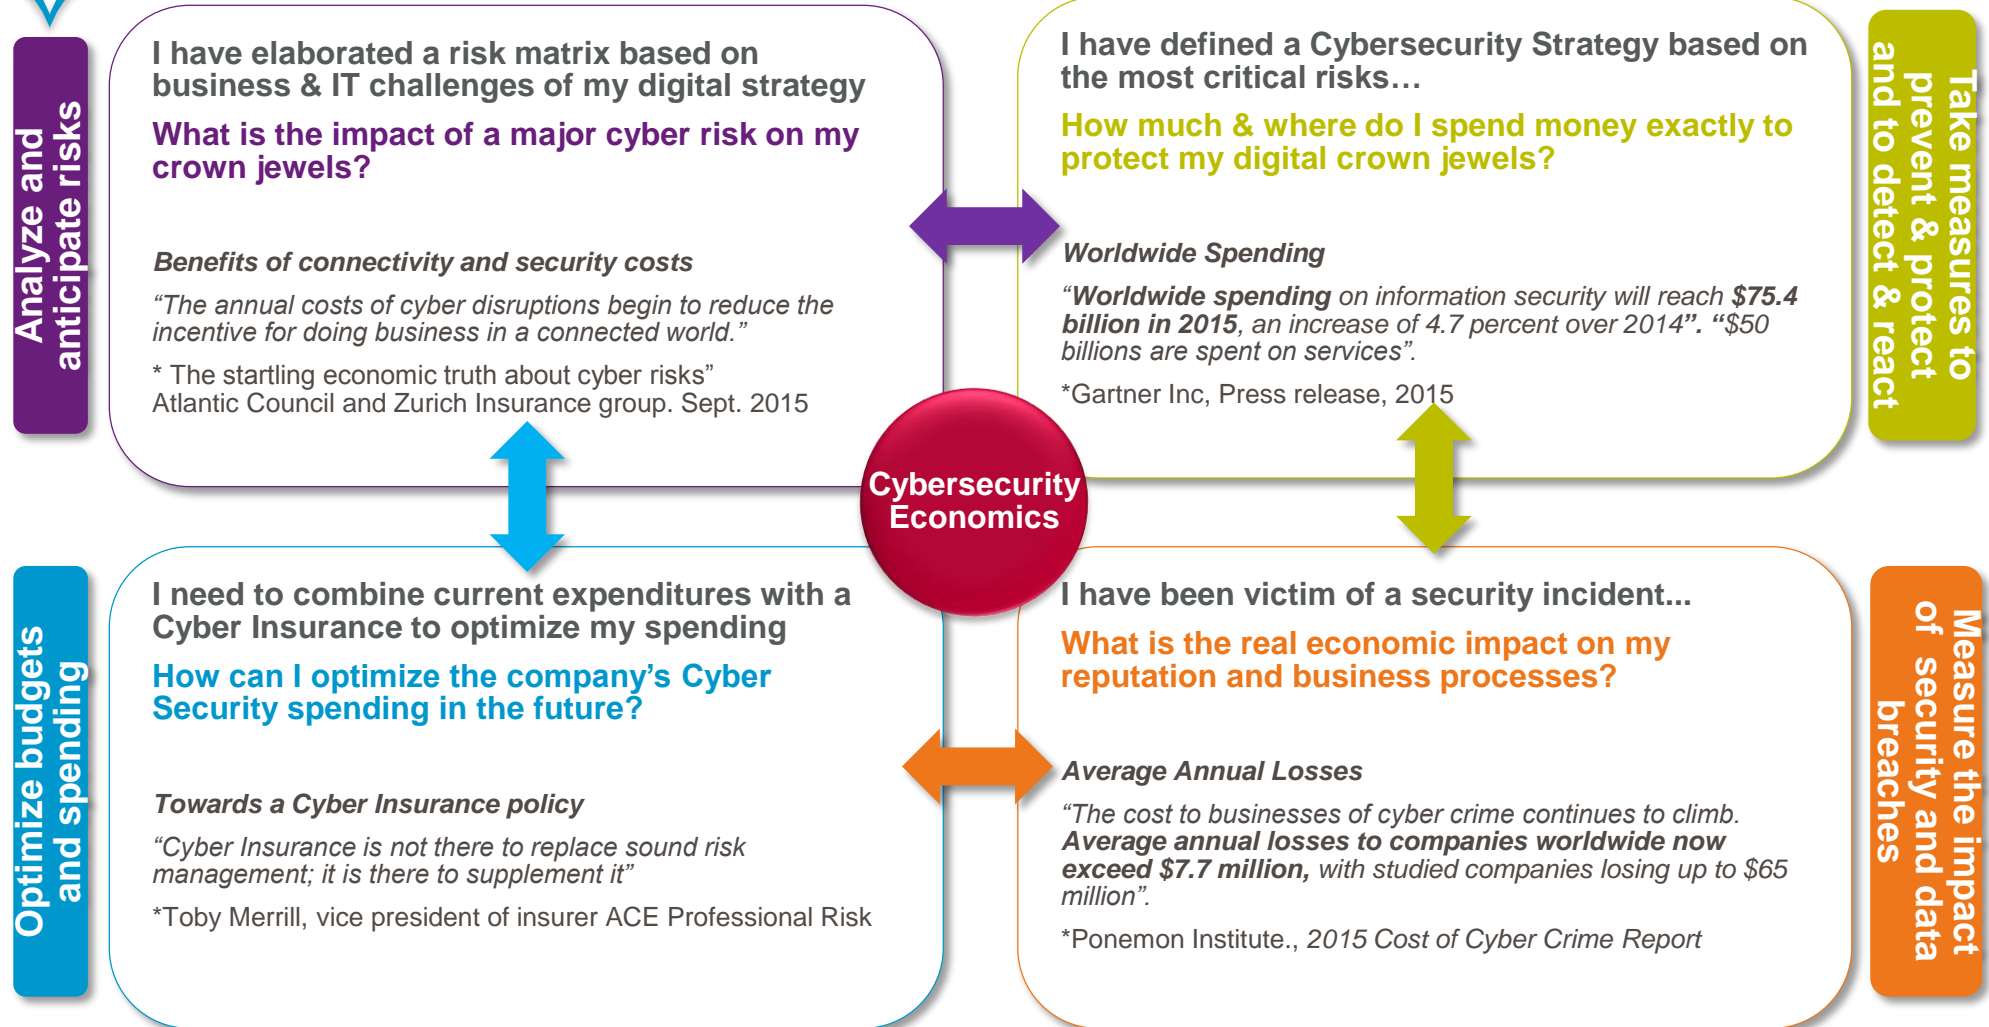 Analyze and
anticipate risks
I have elaborated a risk matrix based on
business & IT challenges of my digital strategy
What is the impact of a major cyber risk on my
crown jewels?
Benefits of connectivity and security costs
“The annual costs of cyber disruptions begin to reduce the
incentive for doing business in a connected world.”
* The startling economic truth about cyber risks”
Atlantic Council and Zurich Insurance group. Sept. 2015
I have defined a Cybersecurity Strategy based on
the most critical risks…
How much & where do I spend money exactly to
protect my digital crown jewels?
Worldwide Spending
“Worldwide spending on information security will reach $75.4
billion in 2015, an increase of 4.7 percent over 2014”. “$50
billions are spent on services”.
*Gartner Inc, Press release, 2015
Take measures to
prevent & protect
and to detect & react
Cybersecurity
Economics
Optimize budgets
and spending
I need to combine current expenditures with a
Cyber Insurance to optimize my spending
How can I optimize the company’s Cyber
Security spending in the future?
Towards a Cyber Insurance policy
“Cyber Insurance is not there to replace sound risk
management; it is there to supplement it”
*Toby Merrill, vice president of insurer ACE Professional Risk
I have been victim of a security incident...
What is the real economic impact on my
reputation and business processes?
Average Annual Losses
“The cost to businesses of cyber crime continues to climb.
Average annual losses to companies worldwide now
exceed $7.7 million, with studied companies losing up to $65
million”.
*Ponemon Institute., 2015 Cost of Cyber Crime Report
Measure the impact
of security and data
breaches